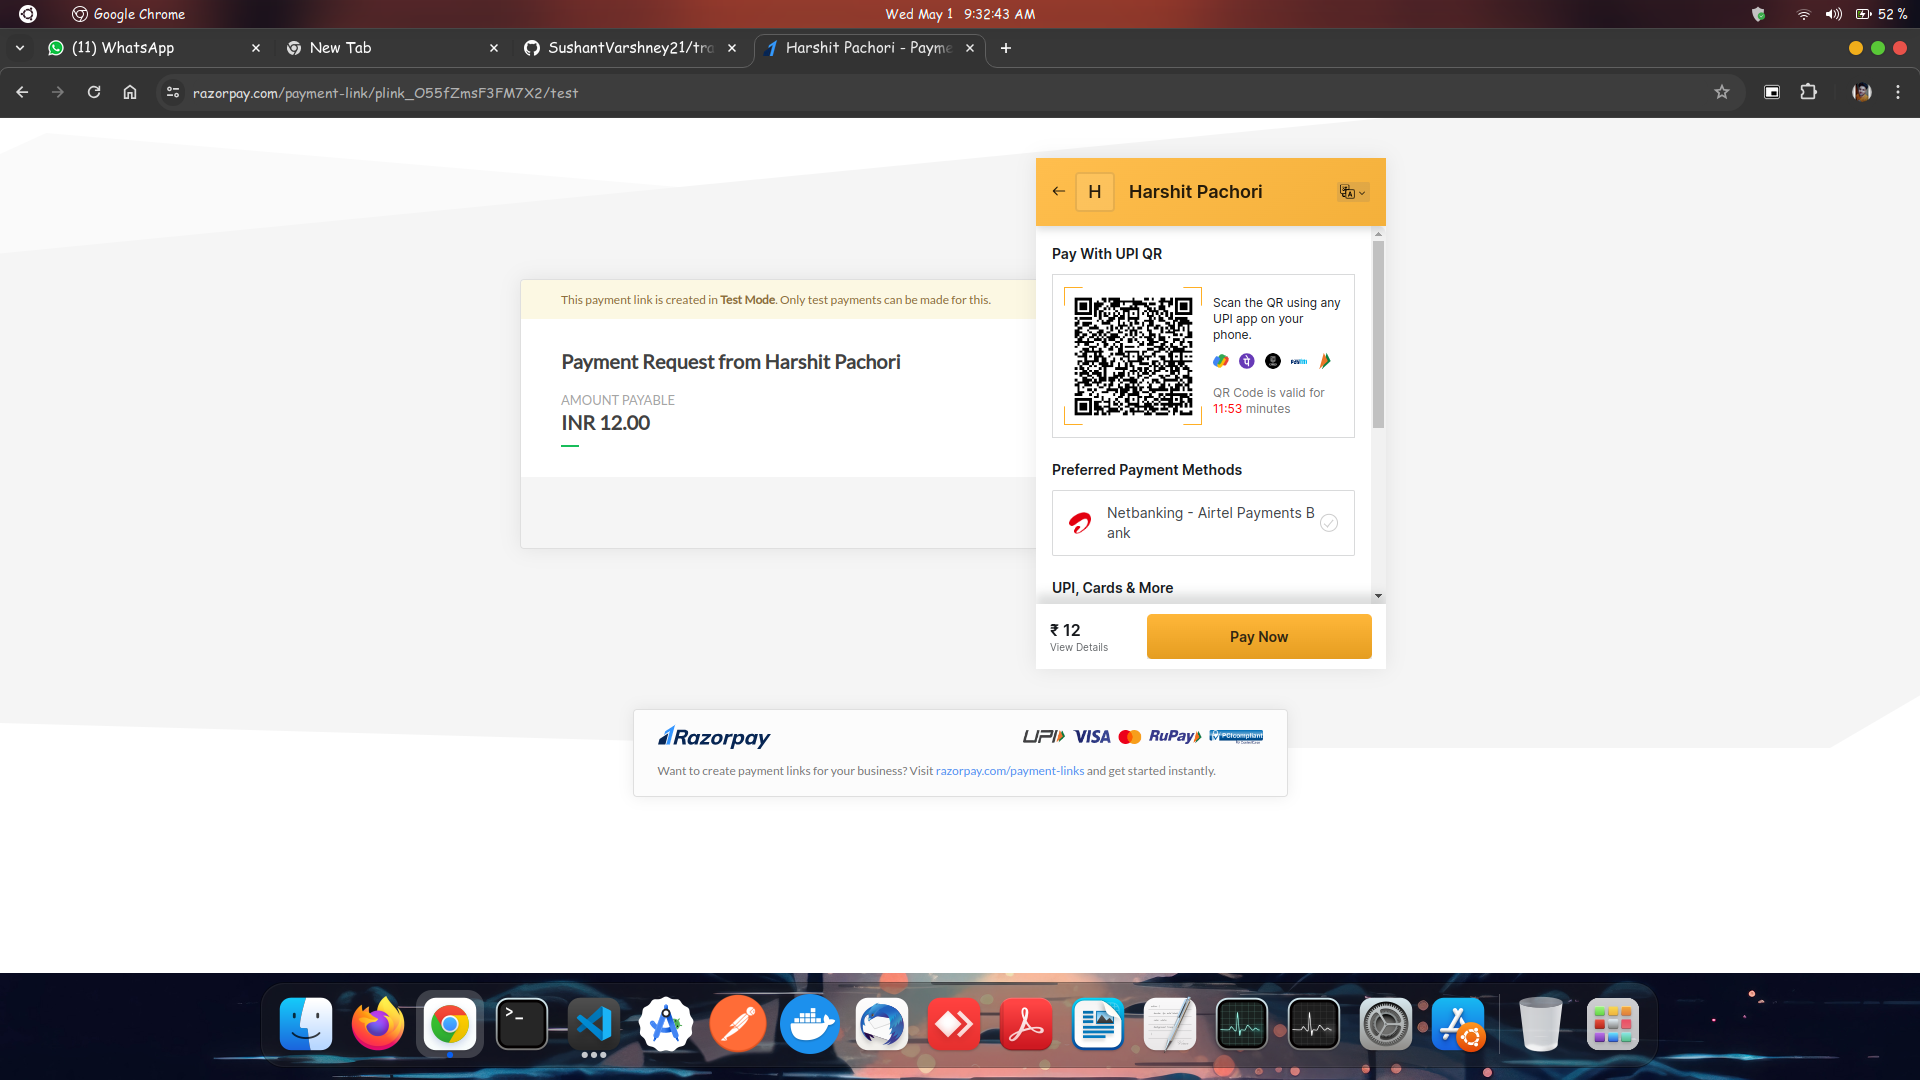 Google Chrome
Wed May 1 9:32:43 AM
52 %
(11) WhatsApp
New Tab
SushantVarshney21/tra
Harshit Pachori - Payme
razorpay.com/payment-link/plink_O55fZmsF3FM7X2/test
This payment link is created in Test Mode. Only test payments can be made for this.
Payment Request from Harshit Pachori
AMOUNT PAYABLE
INR 12.00
H
Harshit Pachori
Pay With UPI QR
Scan the QR using any
UPI app on your
phone.
Paytm
QR Code is valid for
11:53 minutes
Preferred Payment Methods
Netbanking - Airtel Payments B
ank
UPI, Cards & More
₹ 12
View Details
Pay Now
Razorpay
UPI VISA RuPay PCI compliant
Want to create payment links for your business? Visit razorpay.com/payment-links and get started instantly.